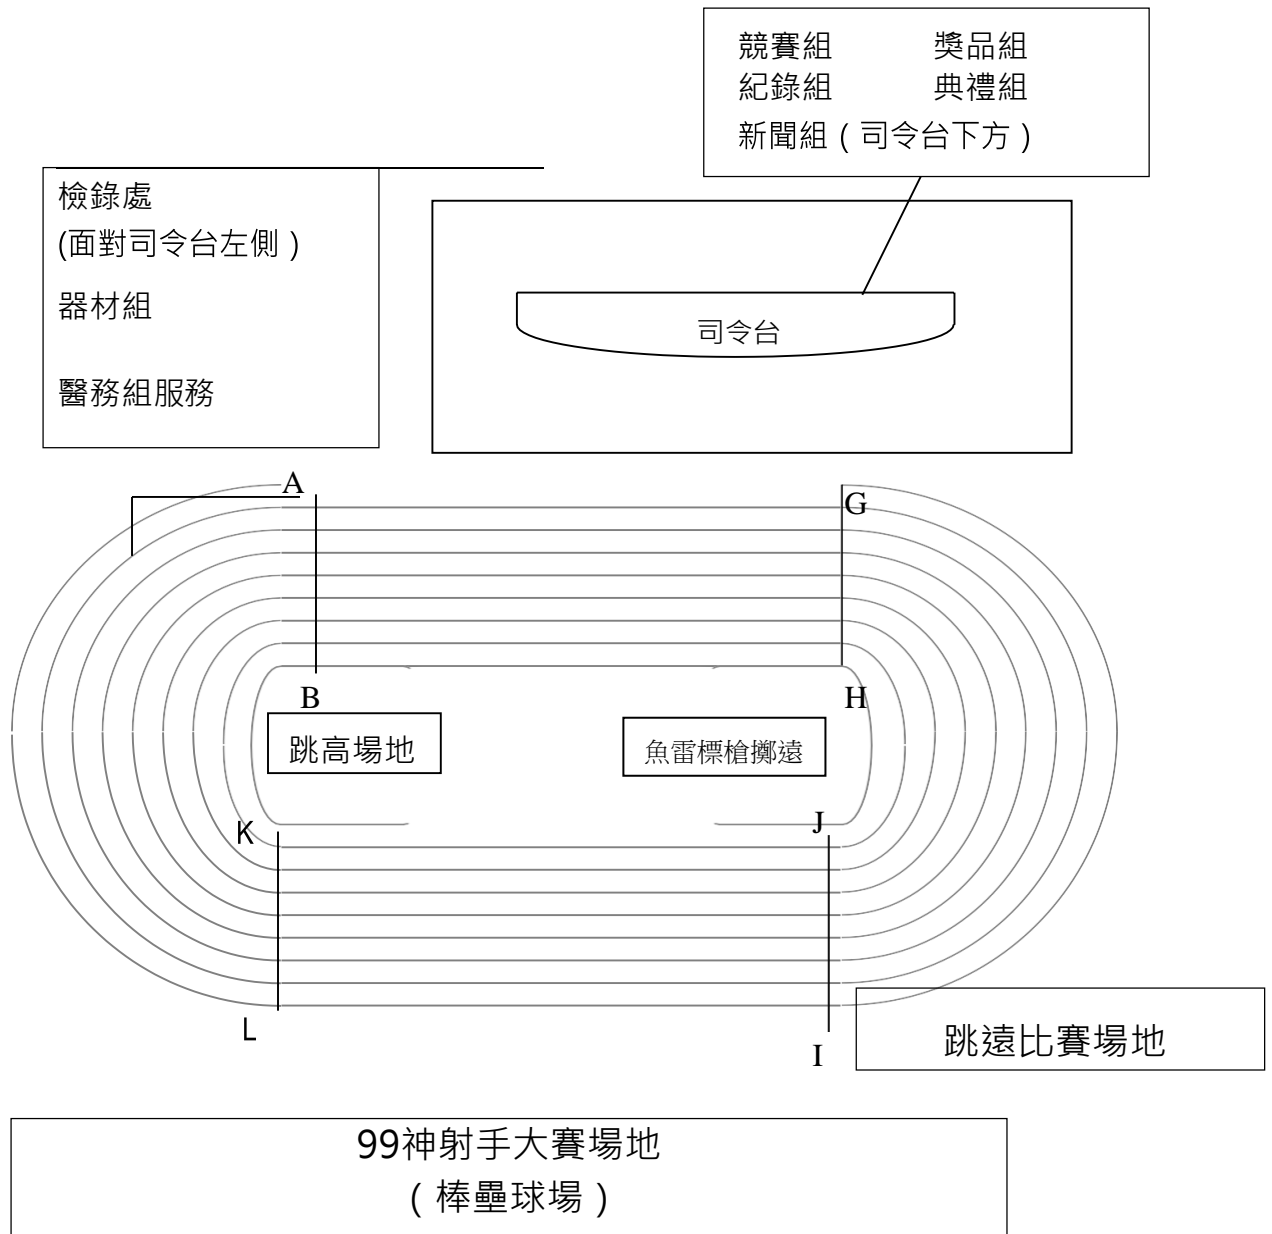 競賽組 獎品組
紀錄組 典禮組
新聞組（司令台下方）
檢錄處
(面對司令台左側）
器材組
醫務組服務
司令台
A
G
B
H
跳高場地
魚雷標槍擲遠
K
J
L
I
跳遠比賽場地
99神射手大賽場地
（棒壘球場）